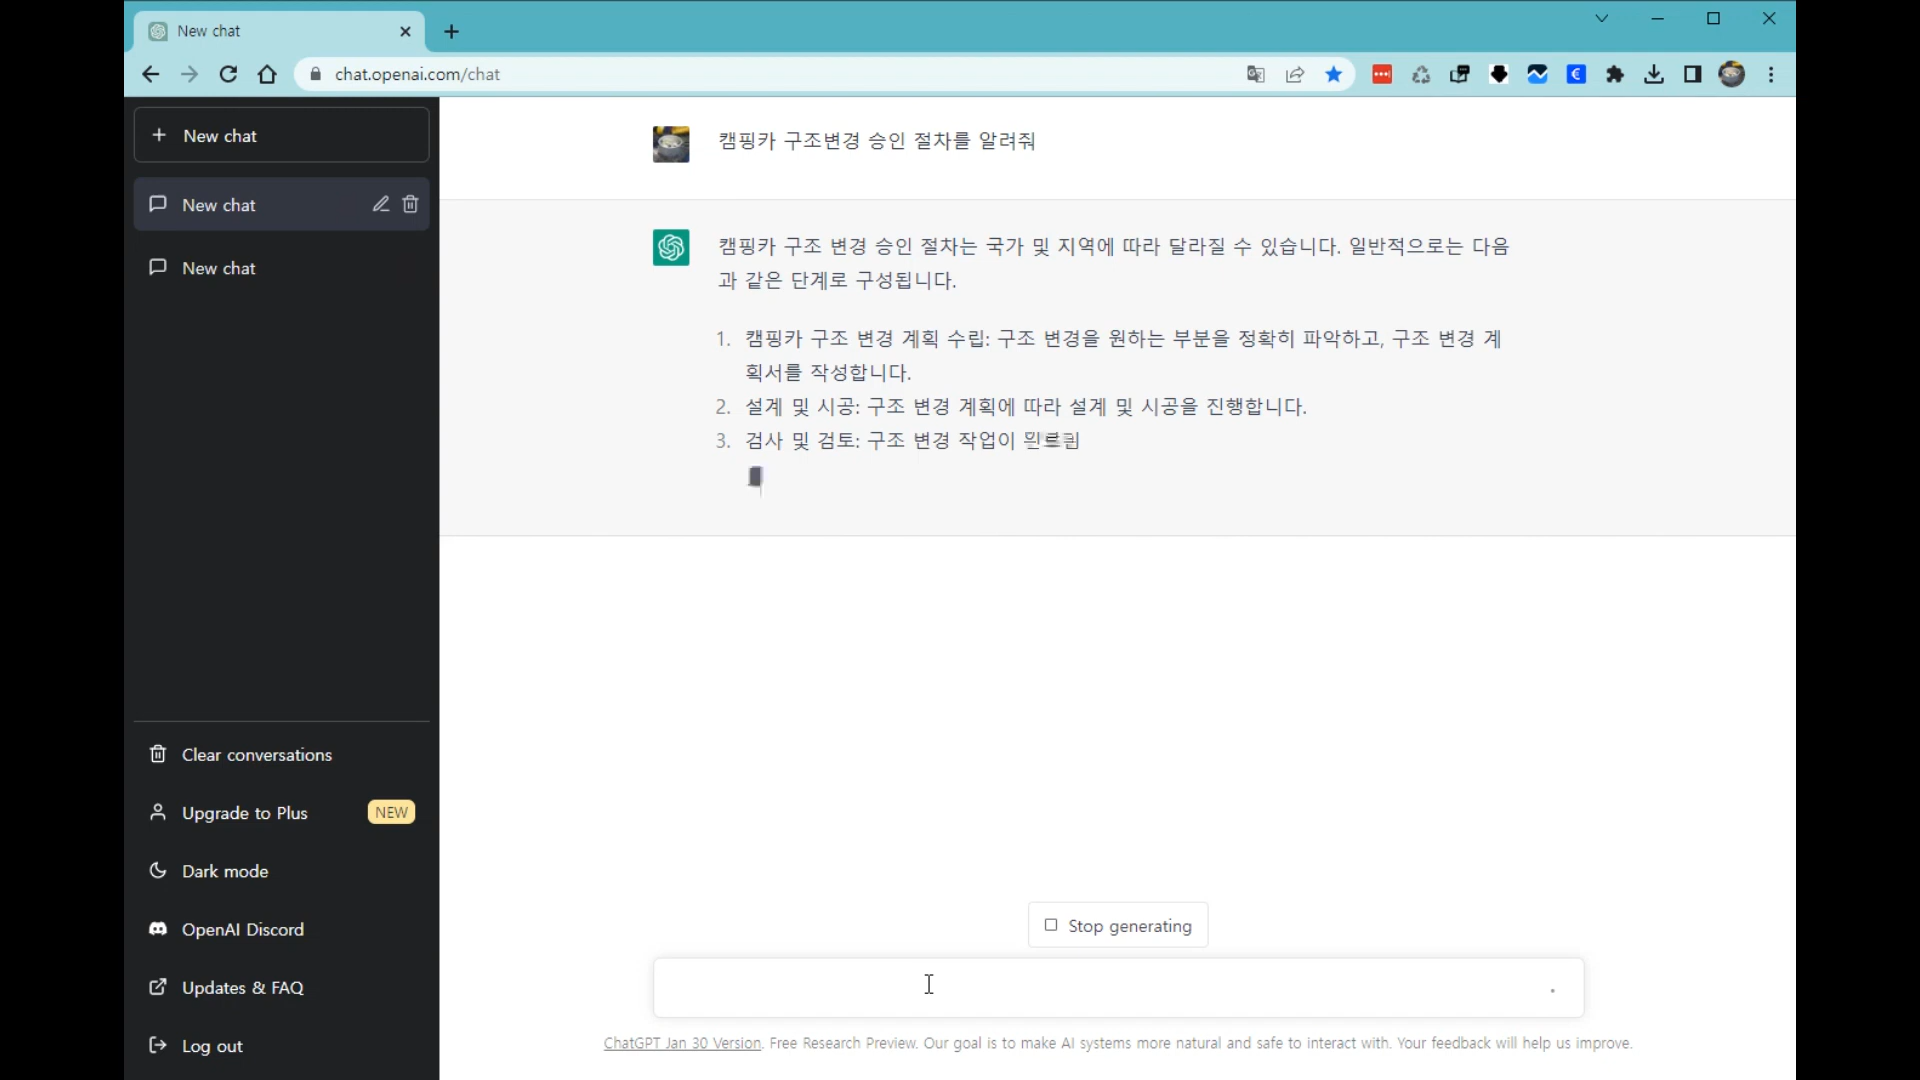 New chat
chat.openai.com/chat
New chat
New chat
New chat
Clear conversations
Upgrade to Plus NEW
Dark mode
OpenAI Discord
Updates & FAQ
Log out
캠핑카 구조변경 승인 절차를 알려줘
캠핑카 구조 변경 승인 절차는 국가 및 지역에 따라 달라질 수 있습니다. 일반적으로는 다음
과 같은 단계로 구성됩니다.
1. 캠핑카 구조 변경 계획 수립: 구조 변경을 원하는 부분을 정확히 파악하고, 구조 변경 계
획서를 작성합니다.
2. 설계 및 시공: 구조 변경 계획에 따라 설계 및 시공을 진행합니다.
3. 검사 및 검토: 구조 변경 작업이
Stop generating
ChatGPT Jan 30 Version. Free Research Preview. Our goal is to make AI systems more natural and safe to interact with. Your feedback will help us improve.